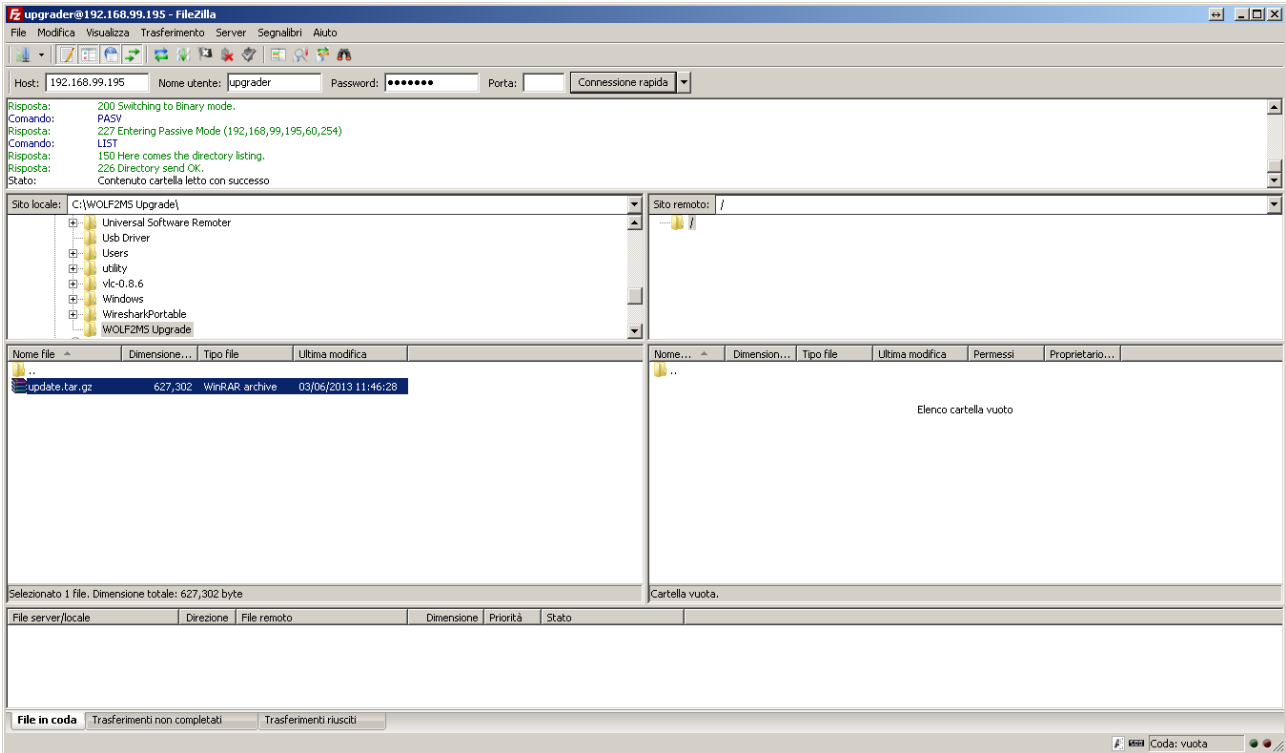 upgrader@192.168.99.195 - FileZilla
File Modifica Visualizza Trasferimento Server Segnalibri Aiuto
Host: 192.168.99.195 Nome utente: upgrader Password: ●●●●●●● Porta: Connessione rapida
Risposta: 200 Switching to Binary mode.
Comando: PASV
Risposta: 227 Entering Passive Mode (192,168,99,195,60,254)
Comando: LIST
Risposta: 150 Here comes the directory listing.
Risposta: 226 Directory send OK.
Stato: Contenuto cartella letto con successo
Sito locale: C:\WOLF2MS Upgrade\
Universal Software Remoter
Usb Driver
Users
utility
vlc-0.8.6
Windows
WiresharkPortable
WOLF2MS Upgrade
Sito remoto: /
/
Nome file Dimensione... Tipo file Ultima modifica
..
update.tar.gz 627,302 WinRAR archive 03/06/2013 11:46:28
Selezionato 1 file. Dimensione totale: 627,302 byte
Nome... Dimension... Tipo file Ultima modifica Permessi Proprietario...
..
Elenco cartella vuoto
Cartella vuota.
File server/locale Direzione File remoto Dimensione Priorità Stato
File in coda Trasferimenti non completati Trasferimenti riusciti
Coda: vuota